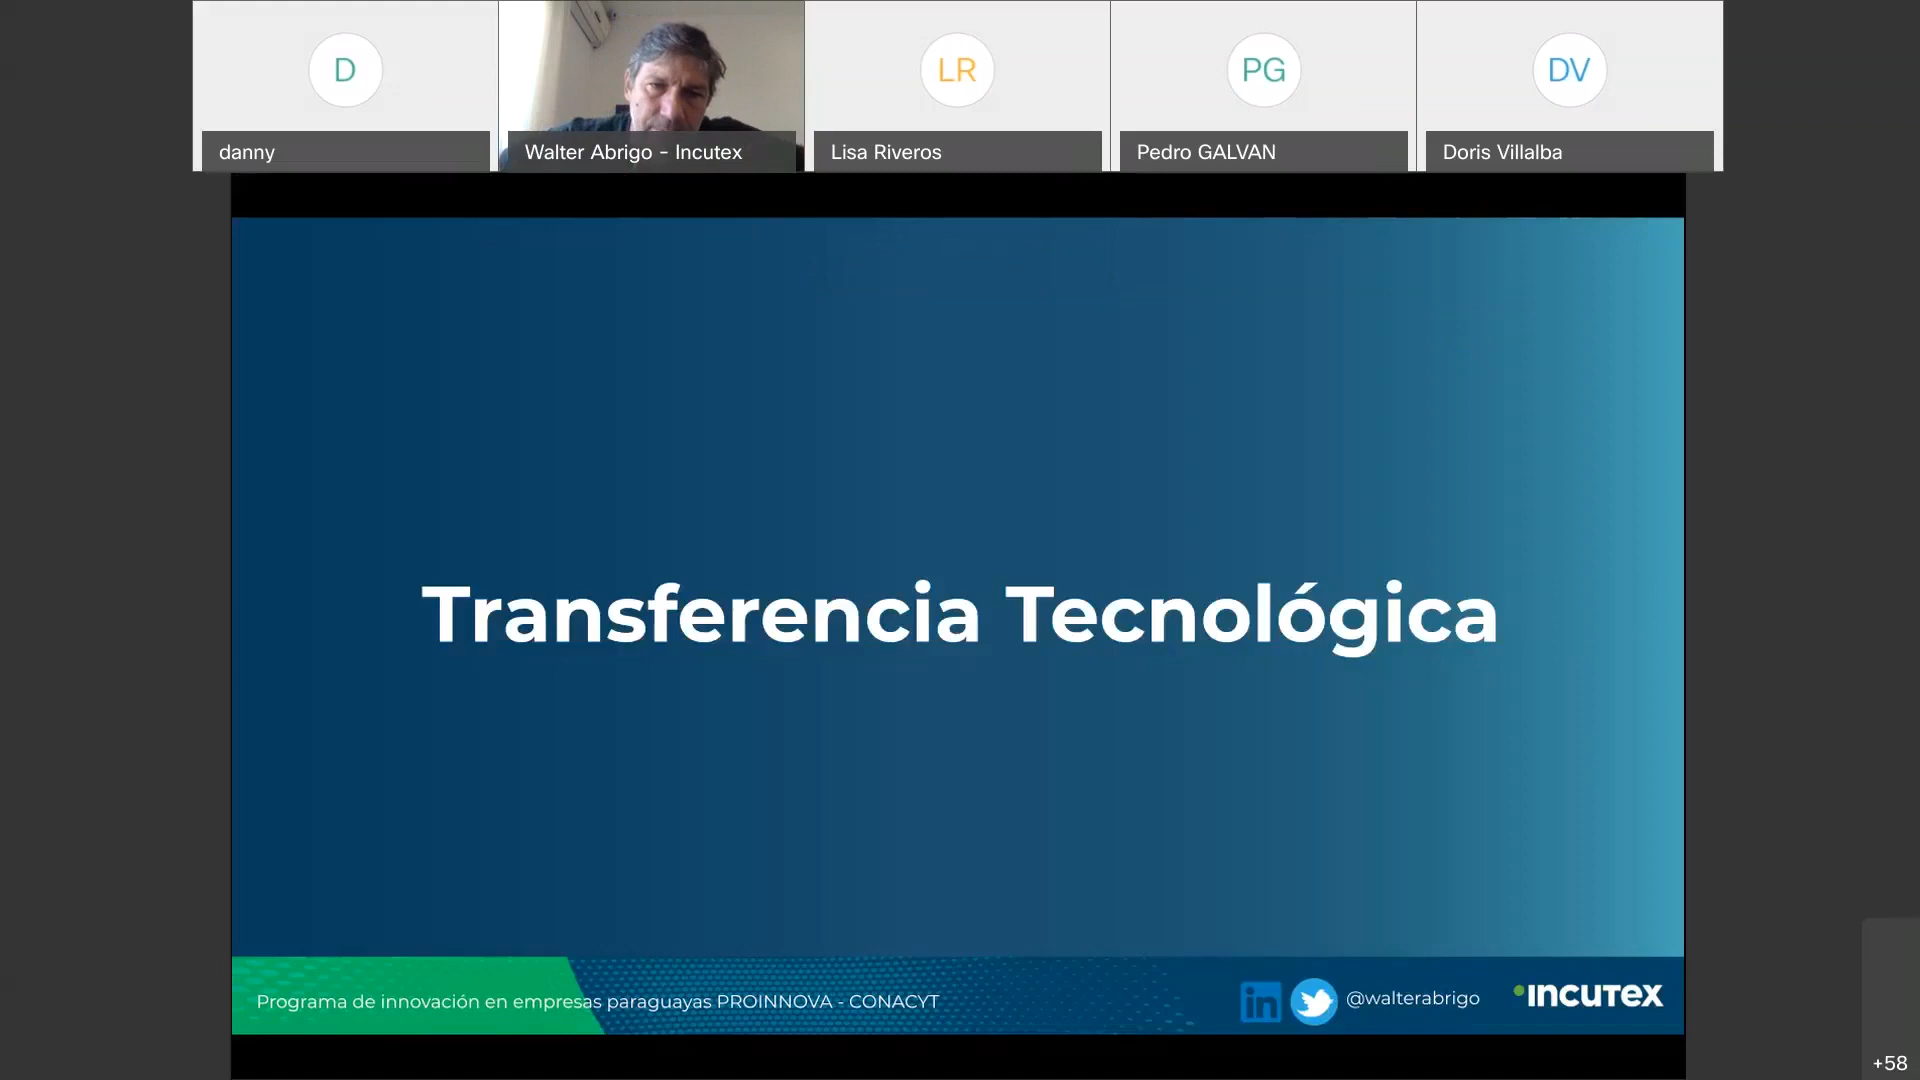 D
LR
PG
DV
danny
Walter Abrigo - Incutex
Lisa Riveros
Pedro GALVAN
Doris Villalba
Transferencia Tecnológica
Programa de innovación en empresas paraguayas PROINNOVA - CONACYT
in
@walterabrigo
INCUTEX
+58